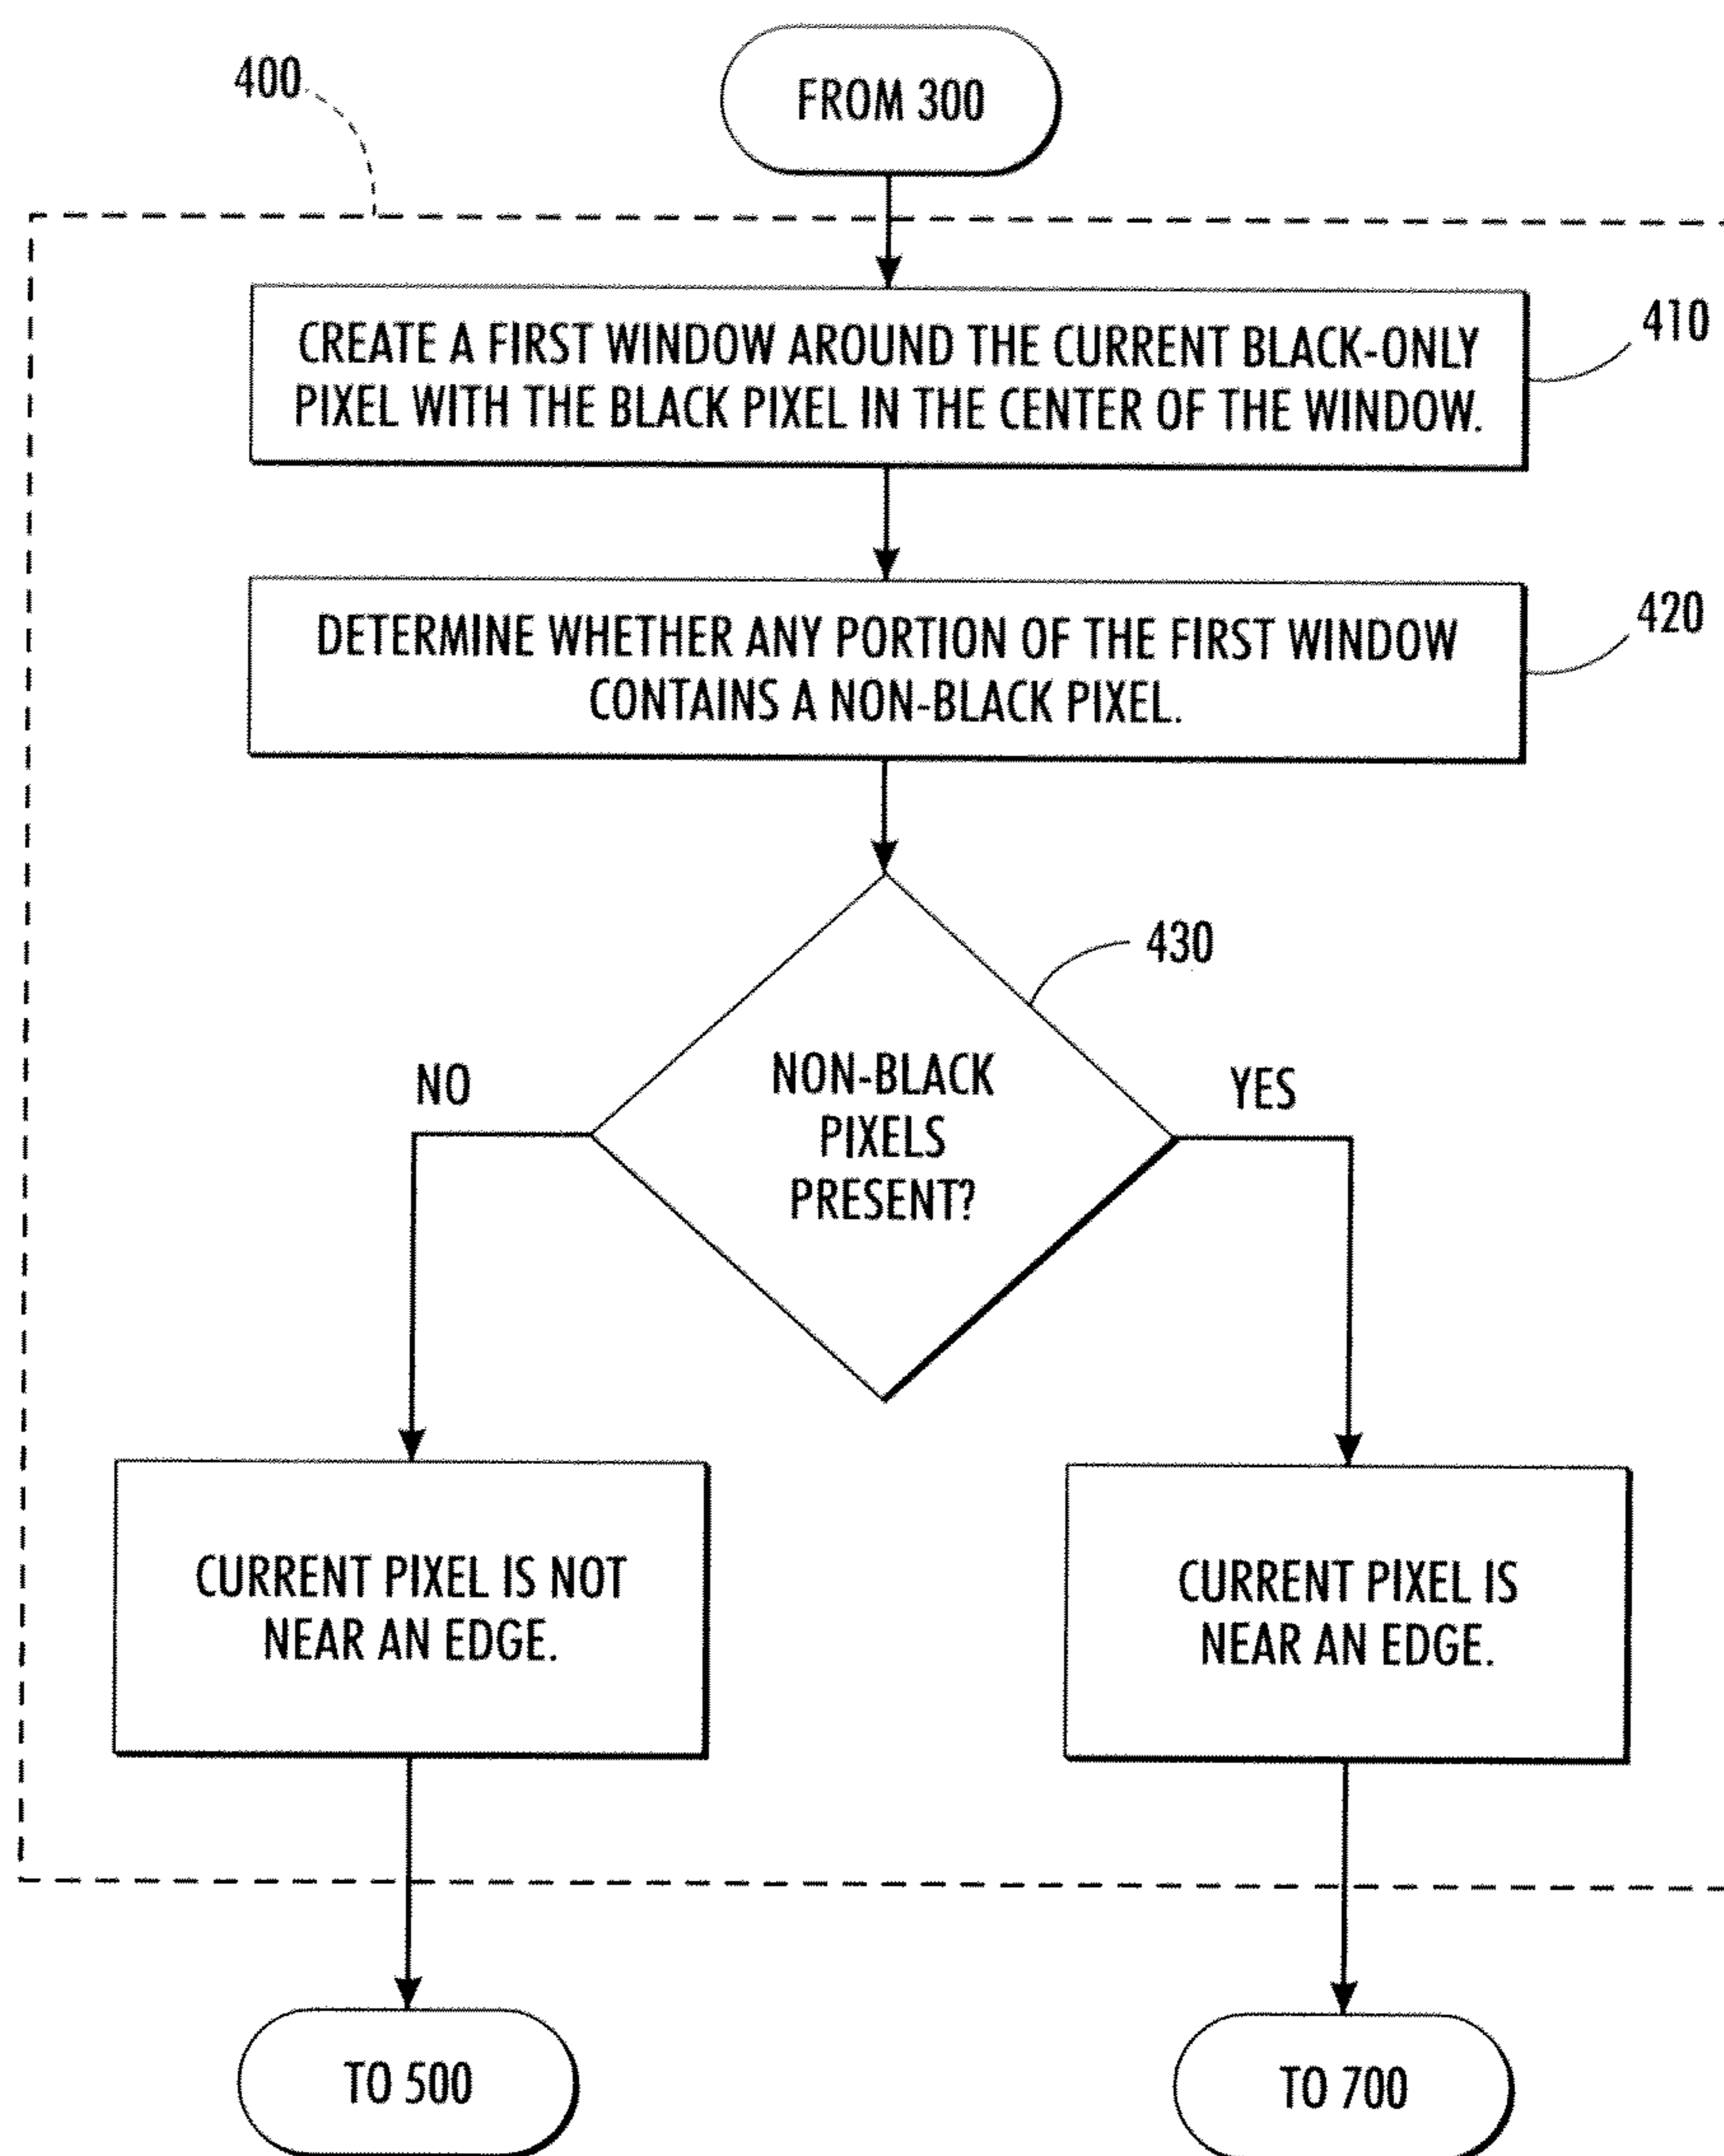 400
FROM 300
CREATE A FIRST WINDOW AROUND THE CURRENT BLACK-ONLY
PIXEL WITH THE BLACK PIXEL IN THE CENTER OF THE WINDOW.
410
DETERMINE WHETHER ANY PORTION OF THE FIRST WINDOW
CONTAINS A NON-BLACK PIXEL.
420
430
NON-BLACK
PIXELS
PRESENT?
NO
YES
CURRENT PIXEL IS NOT
NEAR AN EDGE.
CURRENT PIXEL IS
NEAR AN EDGE.
TO 500
TO 700